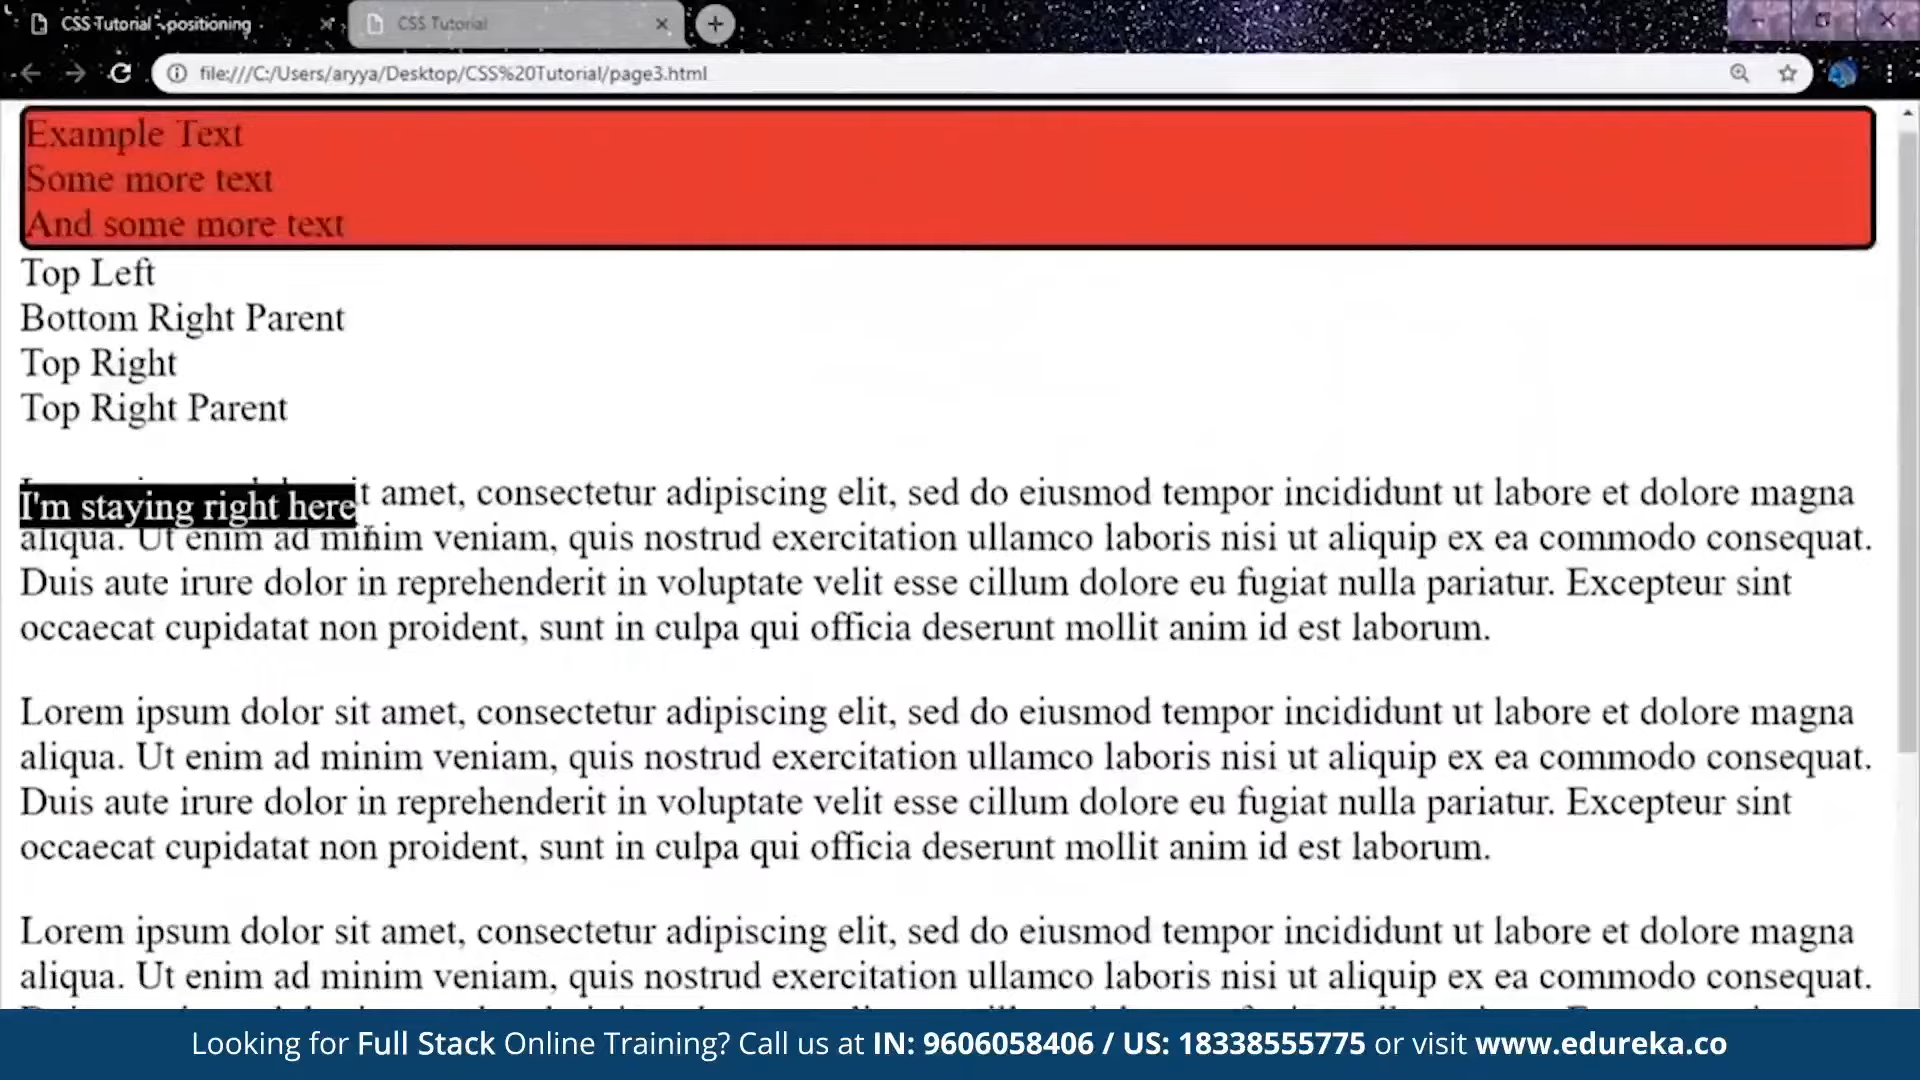 CSS Tutorial - positioning
CSS Tutorial
file:///C:/Users/aryya/Desktop/CSS%20Tutorial/page3.html
Example Text
Some more text
And some more text
Top Left
Bottom Right Parent
Top Right
Top Right Parent
I'm staying right here
it amet, consectetur adipiscing elit, sed do eiusmod tempor incididunt ut labore et dolore magna
aliqua. Ut enim ad minim veniam, quis nostrud exercitation ullamco laboris nisi ut aliquip ex ea commodo consequat.
Duis aute irure dolor in reprehenderit in voluptate velit esse cillum dolore eu fugiat nulla pariatur. Excepteur sint
occaecat cupidatat non proident, sunt in culpa qui officia deserunt mollit anim id est laborum.
Lorem ipsum dolor sit amet, consectetur adipiscing elit, sed do eiusmod tempor incididunt ut labore et dolore magna
aliqua. Ut enim ad minim veniam, quis nostrud exercitation ullamco laboris nisi ut aliquip ex ea commodo consequat.
Duis aute irure dolor in reprehenderit in voluptate velit esse cillum dolore eu fugiat nulla pariatur. Excepteur sint
occaecat cupidatat non proident, sunt in culpa qui officia deserunt mollit anim id est laborum.
Lorem ipsum dolor sit amet, consectetur adipiscing elit, sed do eiusmod tempor incididunt ut labore et dolore magna
aliqua. Ut enim ad minim veniam, quis nostrud exercitation ullamco laboris nisi ut aliquip ex ea commodo consequat.
Looking for Full Stack Online Training? Call us at IN: 9606058406 / US: 18338555775 or visit www.edureka.co